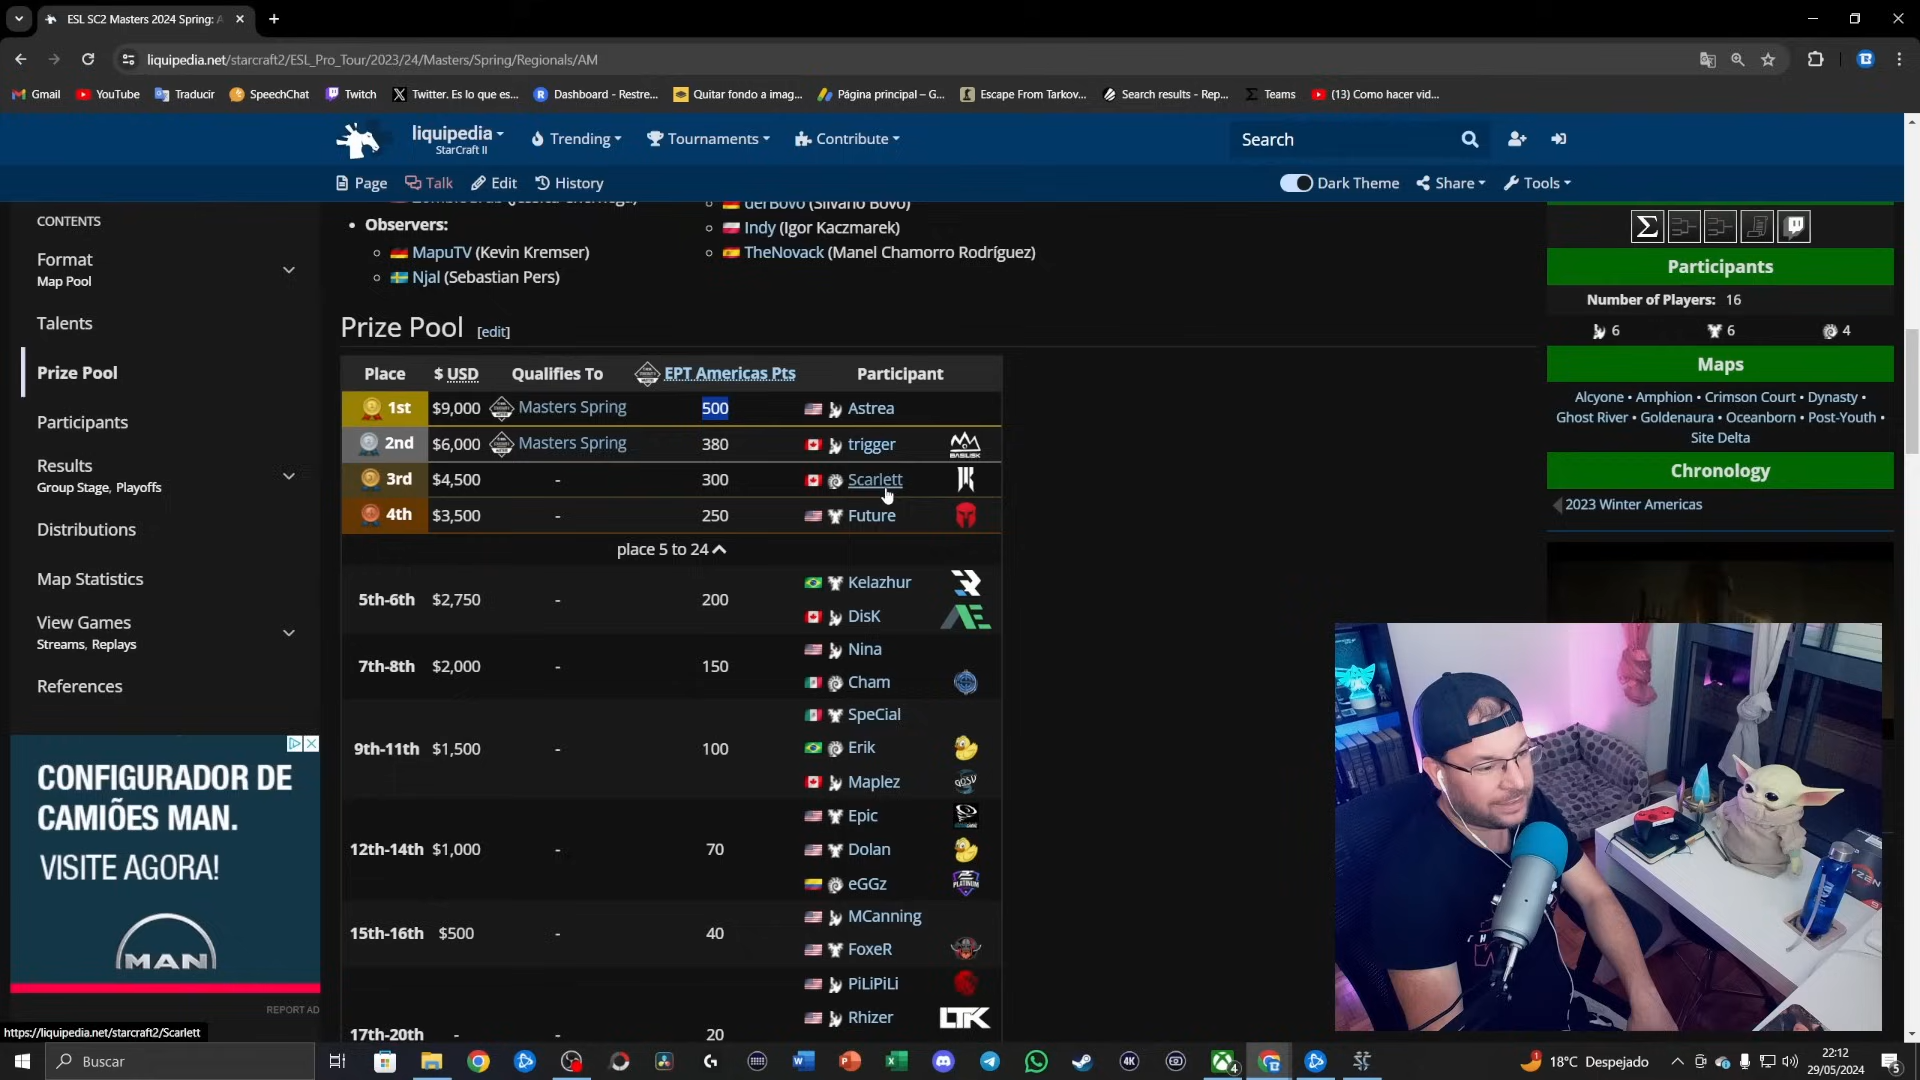 ESL SC2 Masters 2024 Spring: A
liquipedia.net/starcraft2/ESL_Pro_Tour/2023/24/Masters/Spring/Regionals/AM
Gmail YouTube Traducir SpeechChat Twitch Twitter. Es lo que es... Dashboard - Restre... Quitar fondo a imag... Página principal – G... Escape From Tarkov... Search results - Rep... Teams (13) Como hacer vid...
liquipedia
StarCraft II
Trending Tournaments Contribute Search
Page Talk Edit History Dark Theme Share Tools
CONTENTS
Format
Map Pool
Talents
Prize Pool
Participants
Results
Group Stage, Playoffs
Distributions
Map Statistics
View Games
Streams, Replays
References
derBovo (Silvano Bovo)
Observers:
MapuTV (Kevin Kremser)
Njal (Sebastian Pers)
Indy (Igor Kaczmarek)
TheNovack (Manel Chamorro Rodríguez)
Prize Pool [edit]
Place $ USD Qualifies To EPT Americas Pts Participant
1st $9,000 Masters Spring 500 Astrea
2nd $6,000 Masters Spring 380 trigger
BASILISK
3rd $4,500 - 300 Scarlett
4th $3,500 - 250 Future
place 5 to 24
5th-6th $2,750 - 200 Kelazhur
DisK
7th-8th $2,000 - 150 Nina
Cham
9th-11th $1,500 - 100 SpeCial
Erik
Maplez
12th-14th $1,000 - 70 Epic
Dolan
eGGz
PLATINUM
15th-16th $500 - 40 MCanning
FoxeR
17th-20th - - 20 PiLiPiLi
Rhizer
LTK
Participants
Number of Players: 16
6 6 4
Maps
Alcyone • Amphion • Crimson Court • Dynasty •
Ghost River • Goldenaura • Oceanborn • Post-Youth •
Site Delta
Chronology
2023 Winter Americas
CONFIGURADOR DE
CAMIÕES MAN.
VISITE AGORA!
MAN
REPORT AD
https://liquipedia.net/starcraft2/Scarlett
Buscar
18°C Despejado
22:12
29/05/2024